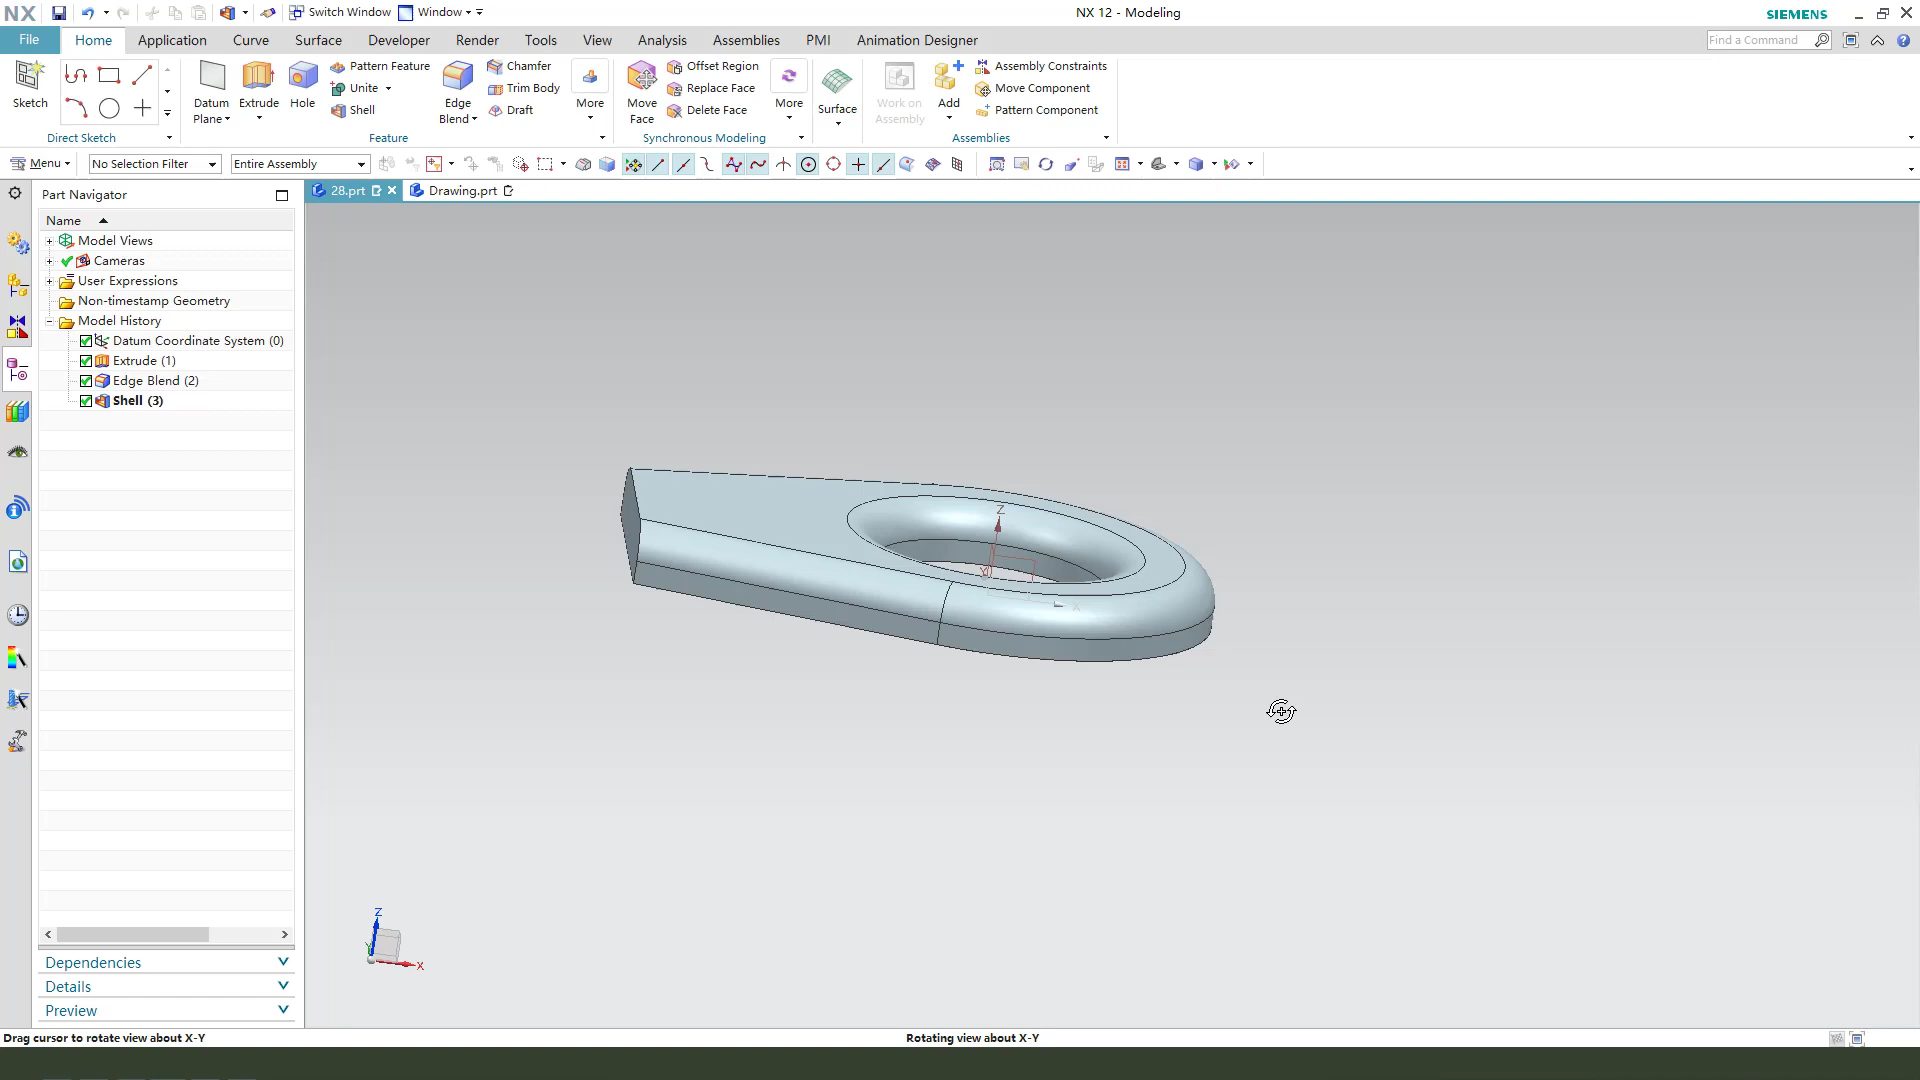 NX Switch Window Window NX 12 - Modeling SIEMENS
File Home Application Curve Surface Developer Render Tools View Analysis Assemblies PMI Animation Designer Find a Command
Sketch
Direct Sketch
Datum Plane Extrude Hole
Pattern Feature
Unite
Shell
Edge Blend
Chamfer
Trim Body
Draft
More
Feature
Move Face
Offset Region
Replace Face
Delete Face
More
Synchronous Modeling
Surface
Work on Assembly
Add
Assembly Constraints
Move Component
Pattern Component
Assemblies
Menu No Selection Filter Entire Assembly
Part Navigator
28.prt Drawing.prt
Name
Model Views
Cameras
User Expressions
Non-timestamp Geometry
Model History
Datum Coordinate System (0)
Extrude (1)
Edge Blend (2)
Shell (3)
Z
Y
X
Z
Y
X
Dependencies
Details
Preview
Drag cursor to rotate view about X-Y Rotating view about X-Y